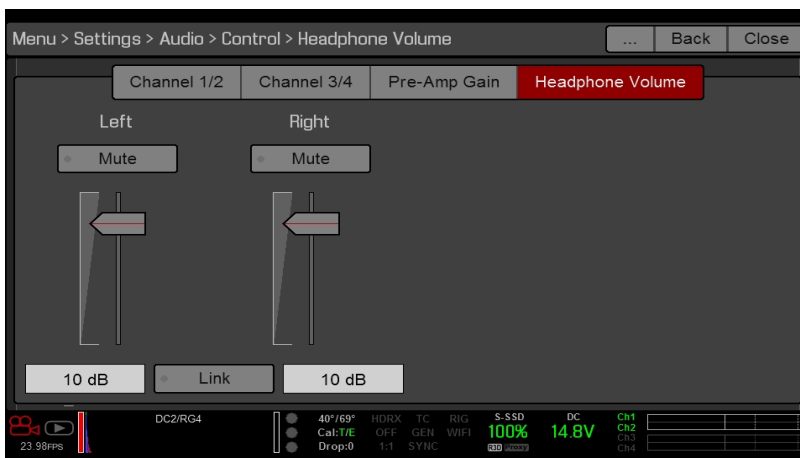 Menu > Settings > Audio > Control > Headphone Volume ... Back Close
Channel 1/2 Channel 3/4 Pre-Amp Gain Headphone Volume
Left Right
Mute Mute
10 dB Link 10 dB
DC2/RG4 40°/69° HDRX TC RIG S-SSD DC Ch1
Cal:T/E OFF GEN WIFI 100% 14.8V Ch2
Ch3
23.98FPS Drop:0 1:1 SYNC R3D Proxy Ch4